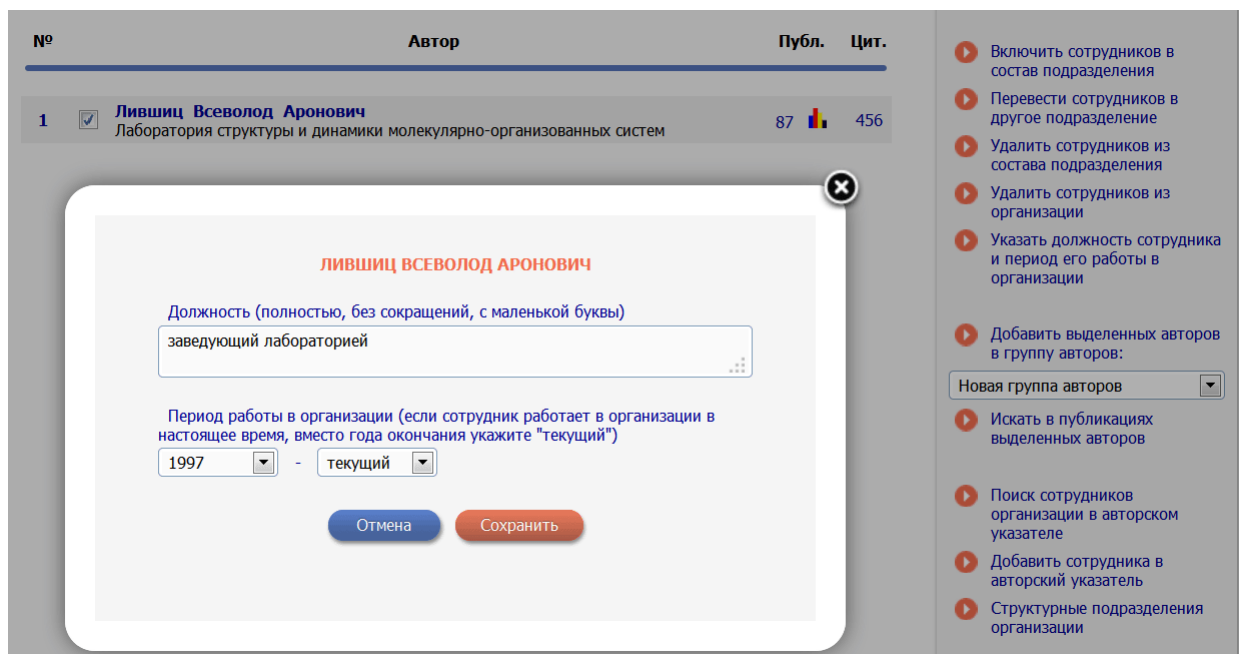 № Автор Публ. Цит.
1 Лившиц Всеволод Аронович
Лаборатория структуры и динамики молекулярно-организованных систем 87 456
ЛИВШИЦ ВСЕВОЛОД АРОНОВИЧ
Должность (полностью, без сокращений, с маленькой буквы)
заведующий лабораторией
Период работы в организации (если сотрудник работает в организации в
настоящее время, вместо года окончания укажите "текущий")
1997 - текущий
Отмена Сохранить
Включить сотрудников в
состав подразделения
Перевести сотрудников в
другое подразделение
Удалить сотрудников из
состава подразделения
Удалить сотрудников из
организации
Указать должность сотрудника
и период его работы в
организации
Добавить выделенных авторов
в группу авторов:
Новая группа авторов
Искать в публикациях
выделенных авторов
Поиск сотрудников
организации в авторском
указателе
Добавить сотрудника в
авторский указатель
Структурные подразделения
организации